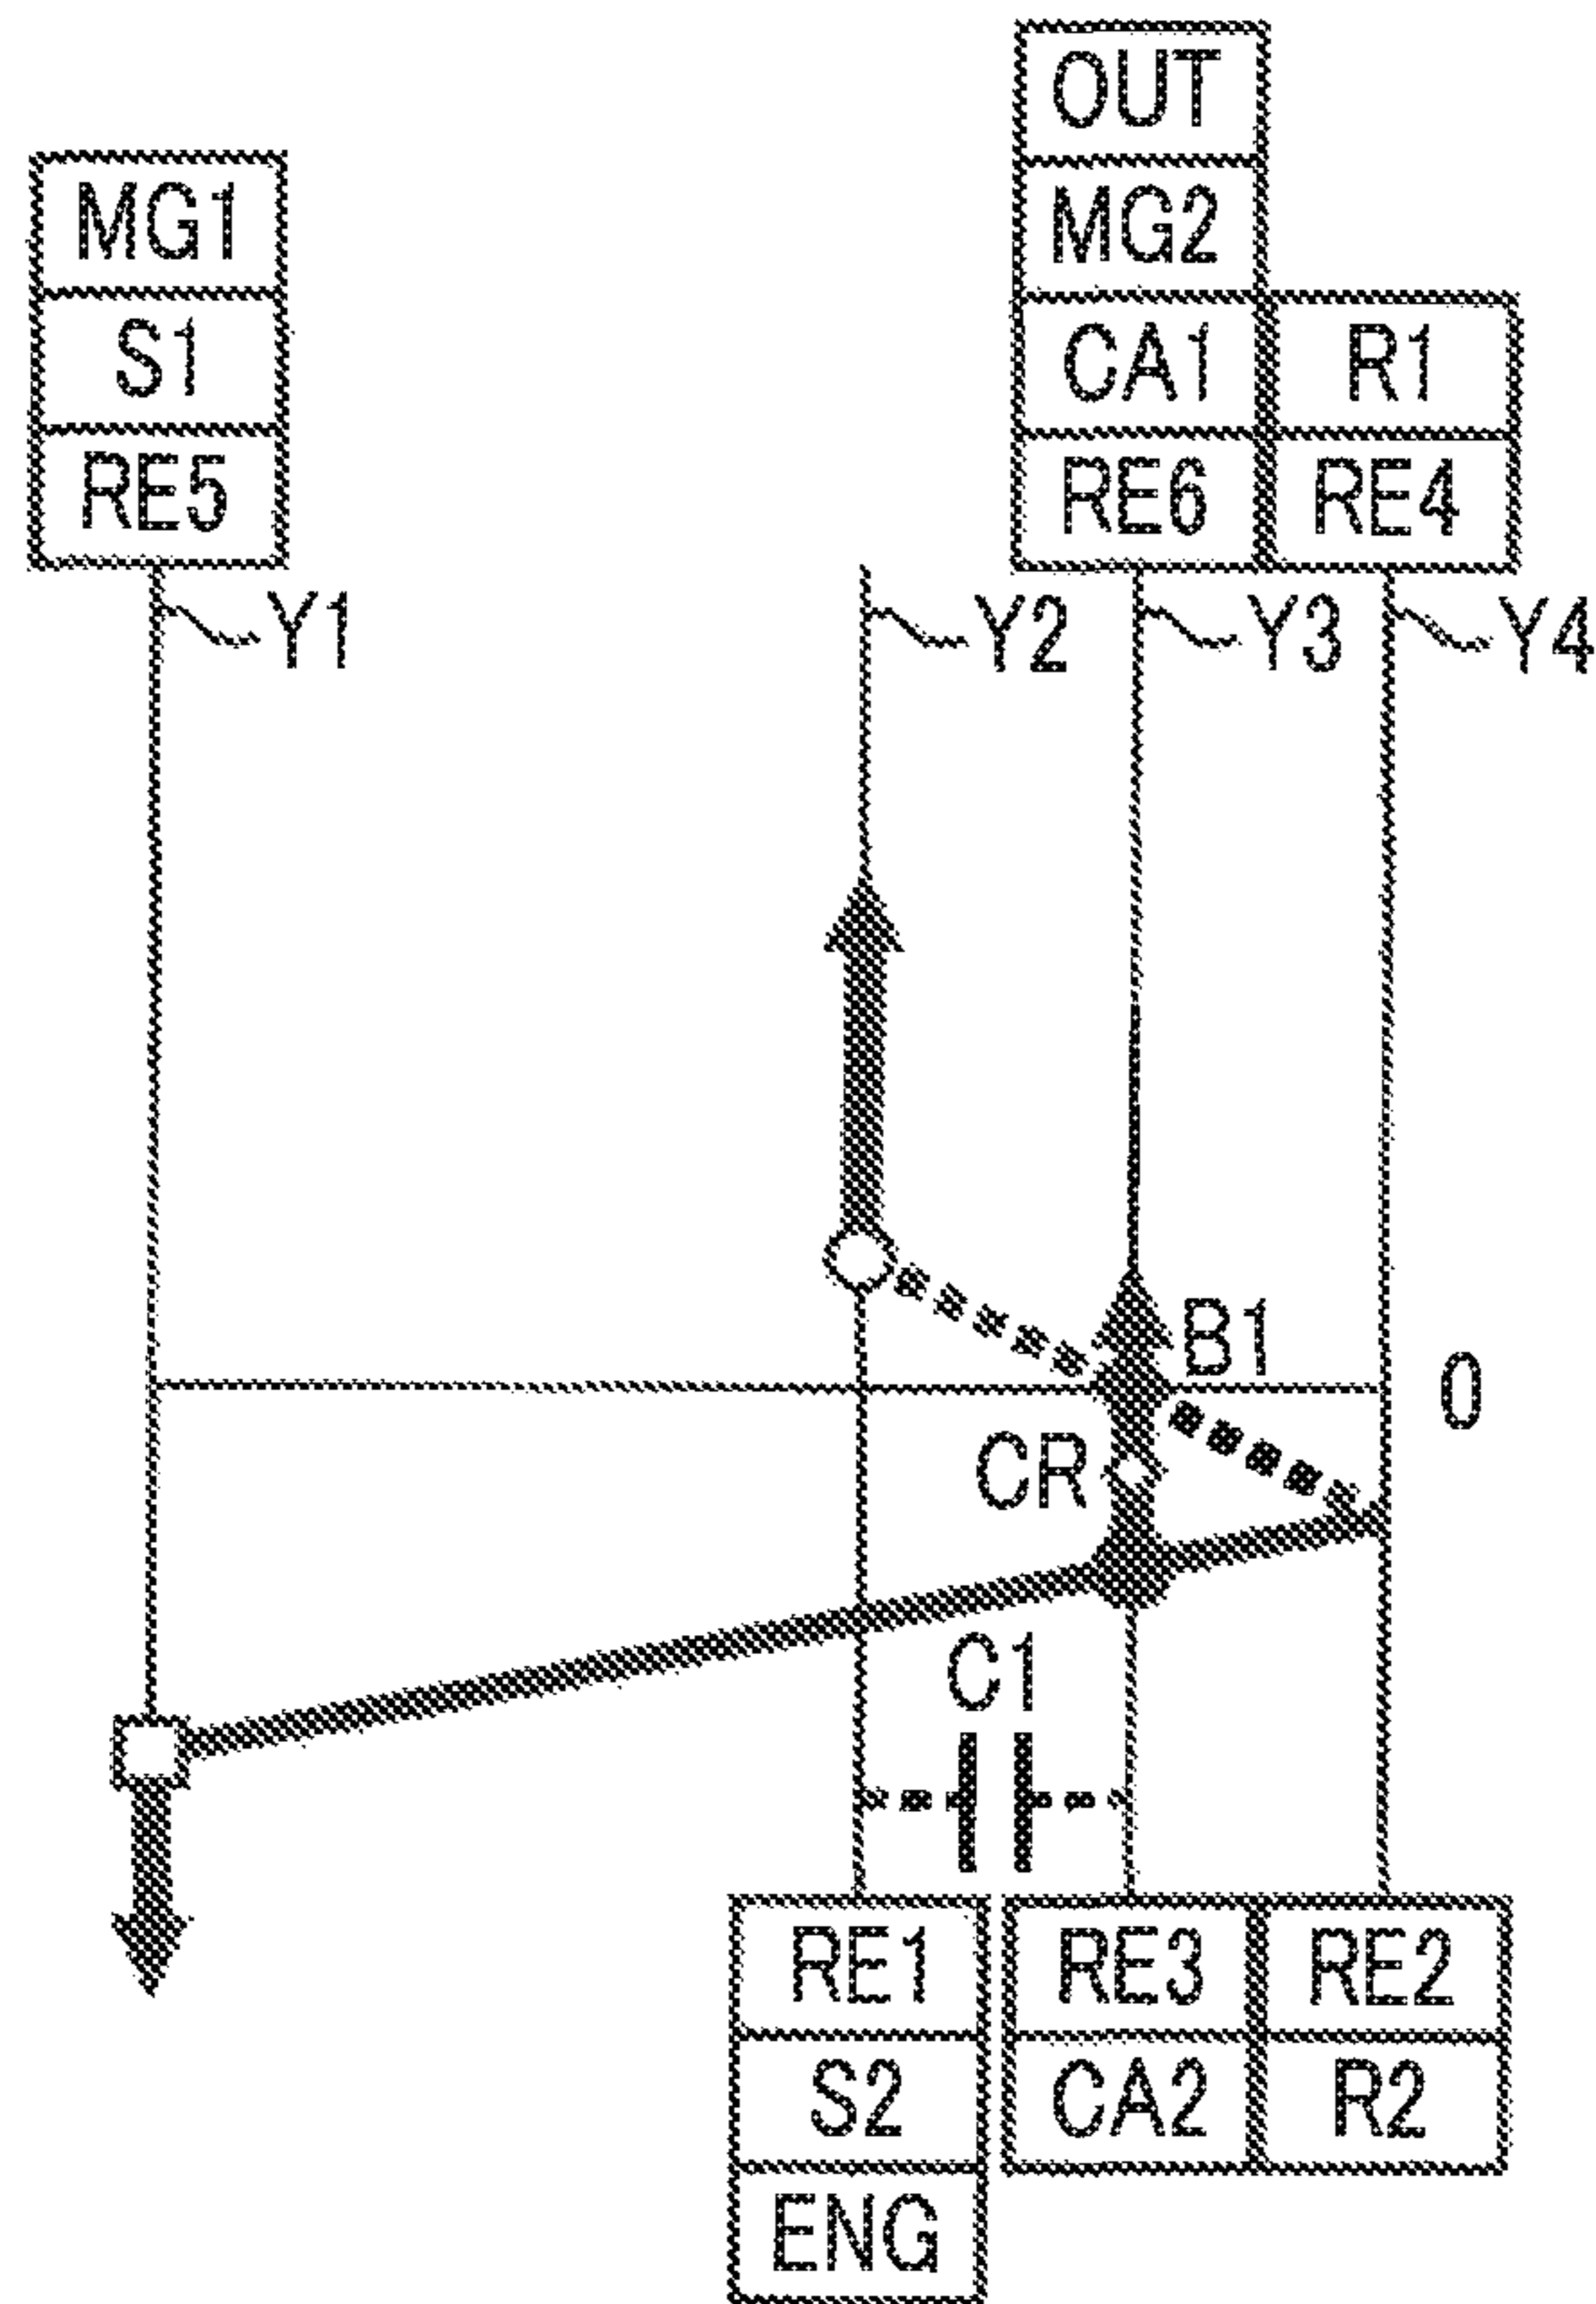 OUT
MG1 MG2
S1 CA1 R1
RE5 RE6 RE4
Y1 Y2 Y3 Y4
B1
0
CR
C1
RE1 RE3 RE2
S2 CA2 R2
ENG